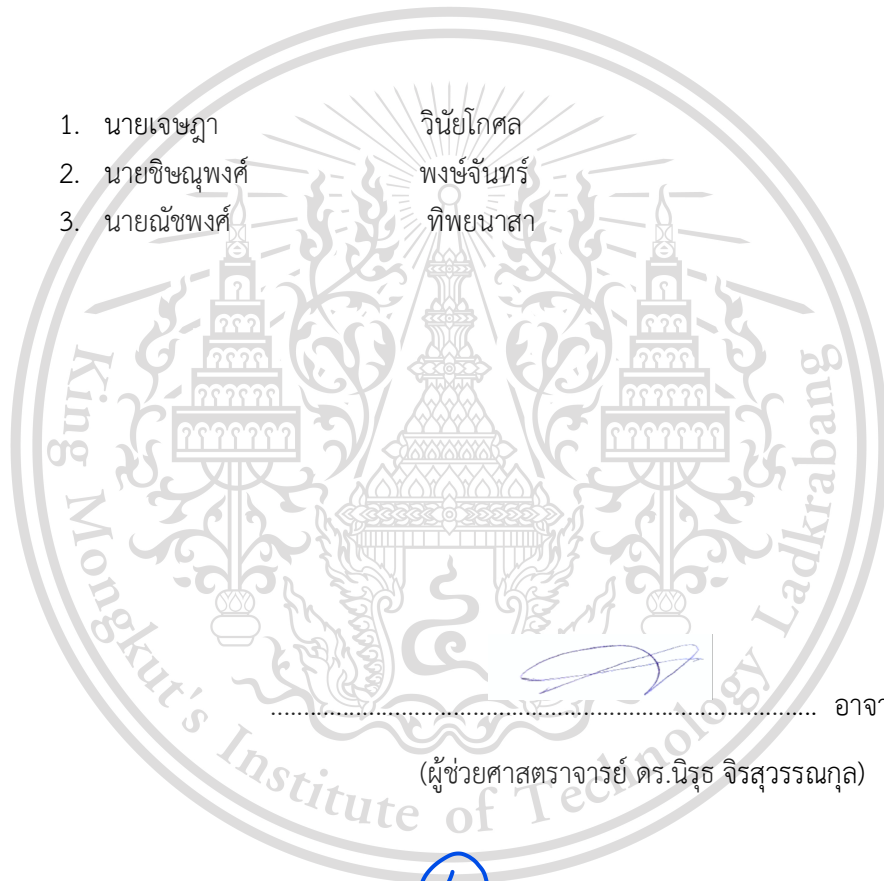 1. นายเจษฎา วินัยโกศล
2. นายชิษณุพงศ์ พงษ์จันทร์
3. นายณัชพงศ์ ทิพยนาสา
King Mongkut's Institute of Technology Ladkrabang
........................................................................................ อาจา
(ผู้ช่วยศาสตราจารย์ ดร.นิรุธ จิรสุวรรณกุล)